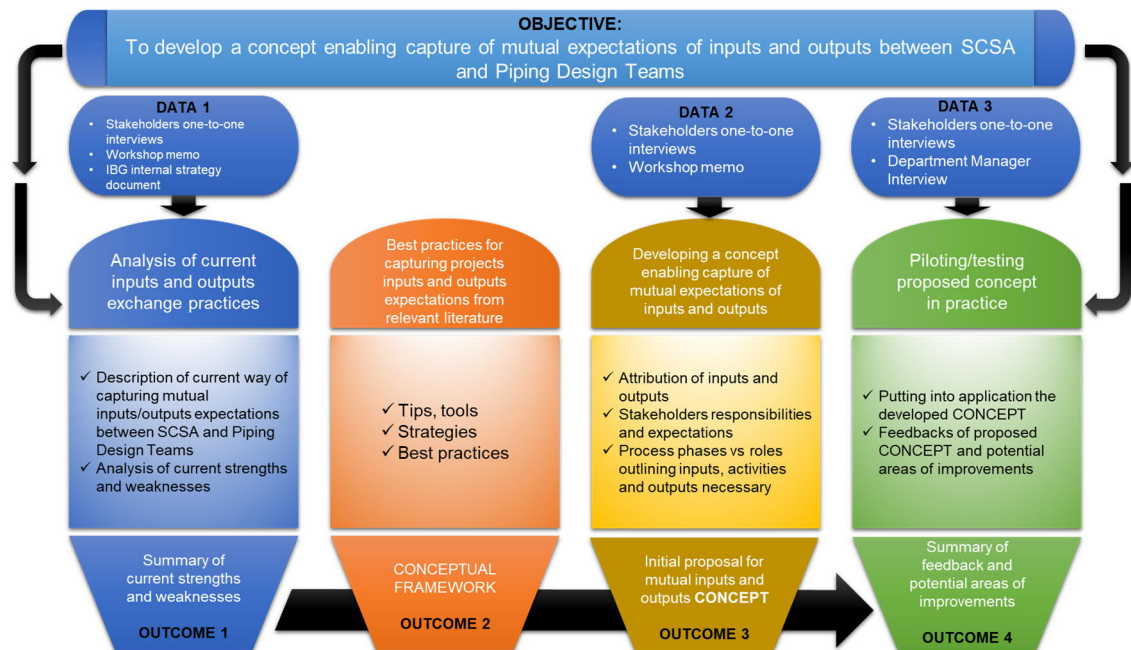 OBJECTIVE:
To develop a concept enabling capture of mutual expectations of inputs and outputs between SCSA
and Piping Design Teams
DATA 1
• Stakeholders one-to-one
interviews
• Workshop memo
• IBG internal strategy
document
DATA 2
• Stakeholders one-to-one
interviews
• Workshop memo
DATA 3
• Stakeholders one-to-one
interviews
• Department Manager
Interview
Analysis of current
inputs and outputs
exchange practices
Best practices for
capturing projects
inputs and outputs
expectations from
relevant literature
Developing a concept
enabling capture of
mutual expectations of
inputs and outputs
Piloting/testing
proposed concept
in practice
✓ Description of current way of
capturing mutual
inputs/outputs expectations
between SCSA and Piping
Design Teams
✓ Analysis of current strengths
and weaknesses
✓ Tips, tools
✓ Strategies
✓ Best practices
✓ Attribution of inputs and
outputs
✓ Stakeholders responsibilities
and expectations
✓ Process phases vs roles
outlining inputs, activities
and outputs necessary
✓ Putting into application the
developed CONCEPT
✓ Feedbacks of proposed
CONCEPT and potential
areas of improvements
Summary of
current strengths
and weaknesses
OUTCOME 1
CONCEPTUAL
FRAMEWORK
OUTCOME 2
Initial proposal for
mutual inputs and
outputs CONCEPT
OUTCOME 3
Summary of
feedback and
potential areas of
improvements
OUTCOME 4